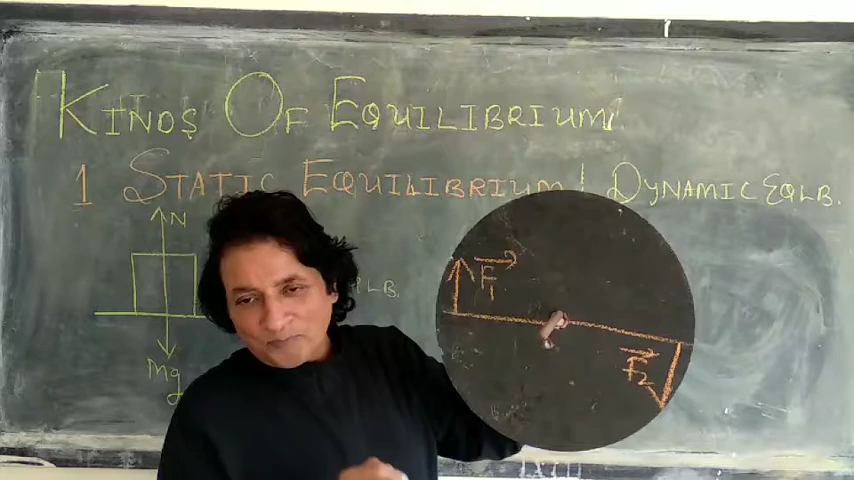 KINDS OF EQUILIBRIUM
1 STATIC EQUILIBRIUM / DYNAMIC EQLB.
N
Mg
F1
F2